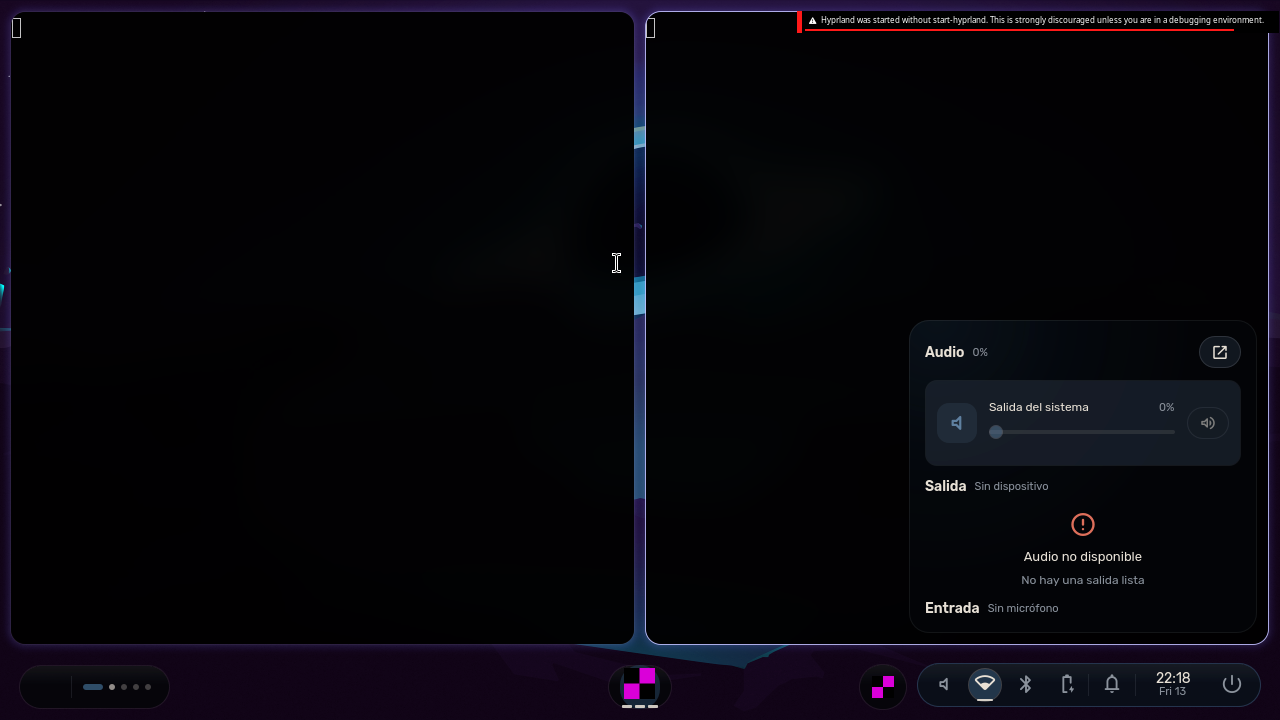 Hyprland was started without start-hyprland. This is strongly discouraged unless you are in a debugging environment.
Audio 0%
Salida del sistema 0%
Salida Sin dispositivo
Audio no disponible
No hay una salida lista
Entrada Sin micrófono
22:18
Fri 13